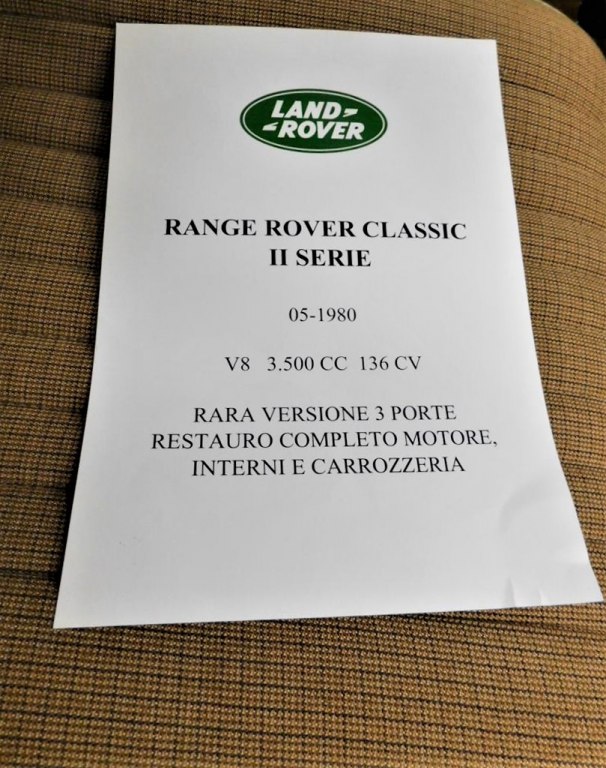 LAND-
-ROVER
RANGE ROVER CLASSIC
II SERIE
05-1980
V8 3.500 CC 136 CV
RARA VERSIONE 3 PORTE
RESTAURO COMPLETO MOTORE,
INTERNI E CARROZZERIA